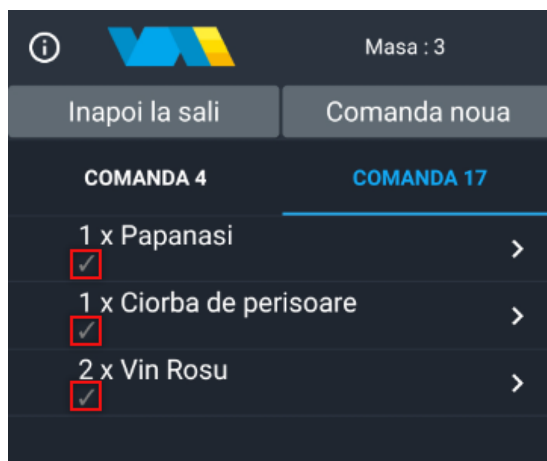 Masa : 3
Inapoi la sali
Comanda noua
COMANDA 4
COMANDA 17
1 x Papanasi
1 x Ciorba de perisoare
2 x Vin Rosu